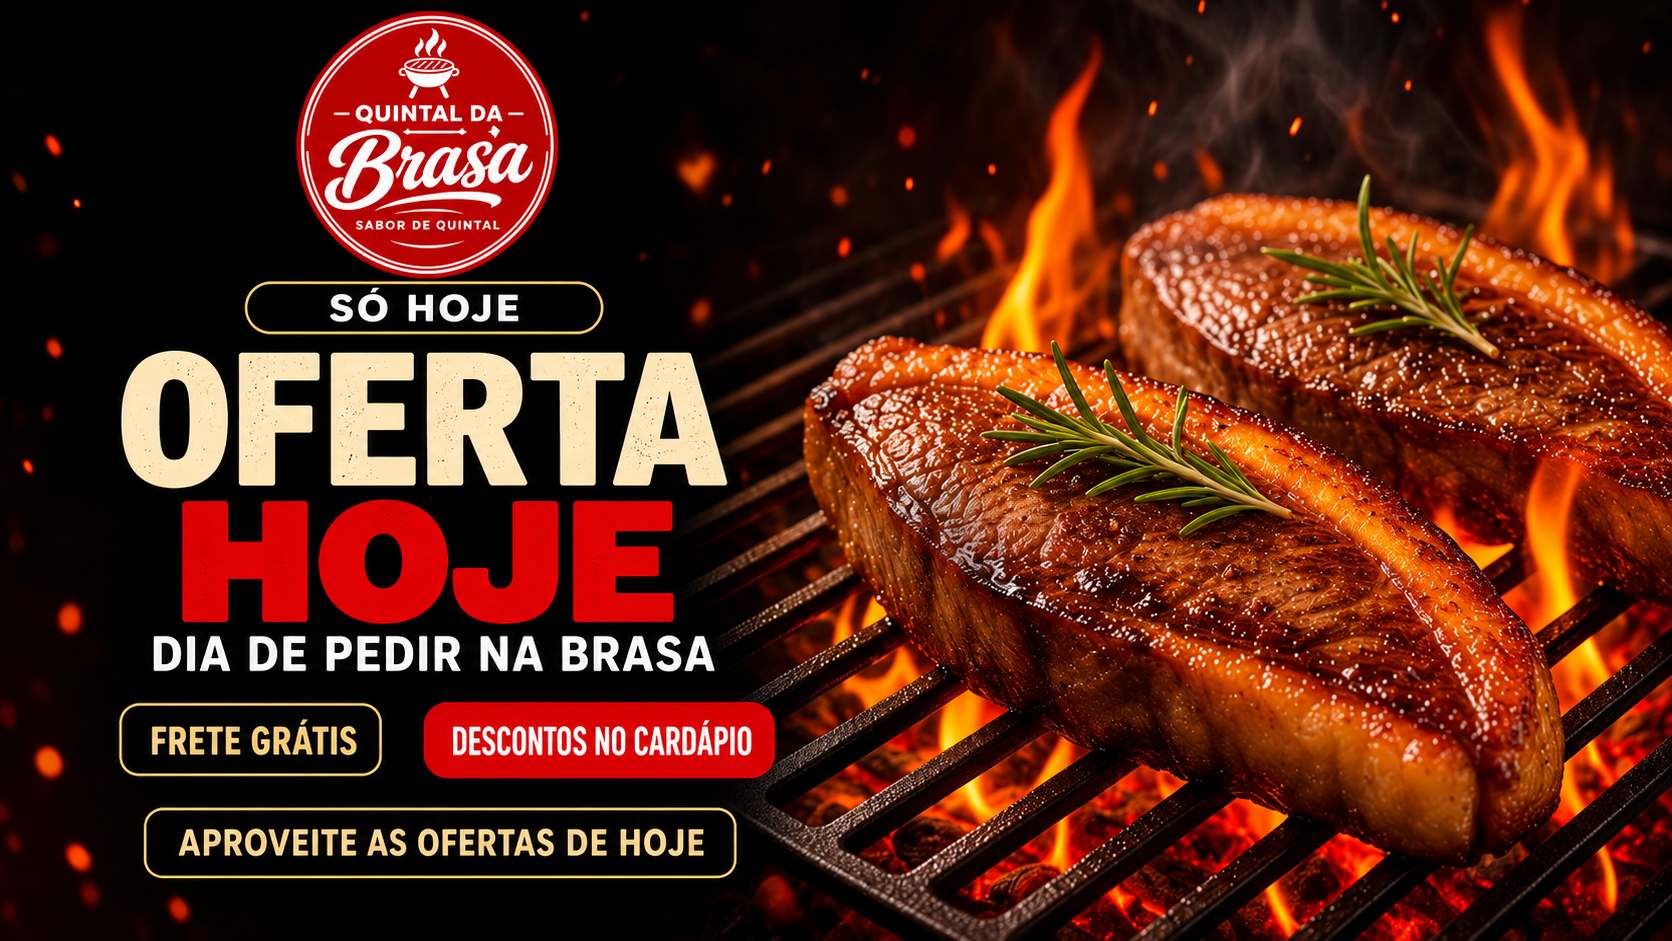 QUINTAL DA
Brasa
SABOR DE QUINTAL
SÓ HOJE
OFERTA
HOJE
DIA DE PEDIR NA BRASA
FRETE GRÁTIS
DESCONTOS NO CARDÁPIO
APROVEITE AS OFERTAS DE HOJE